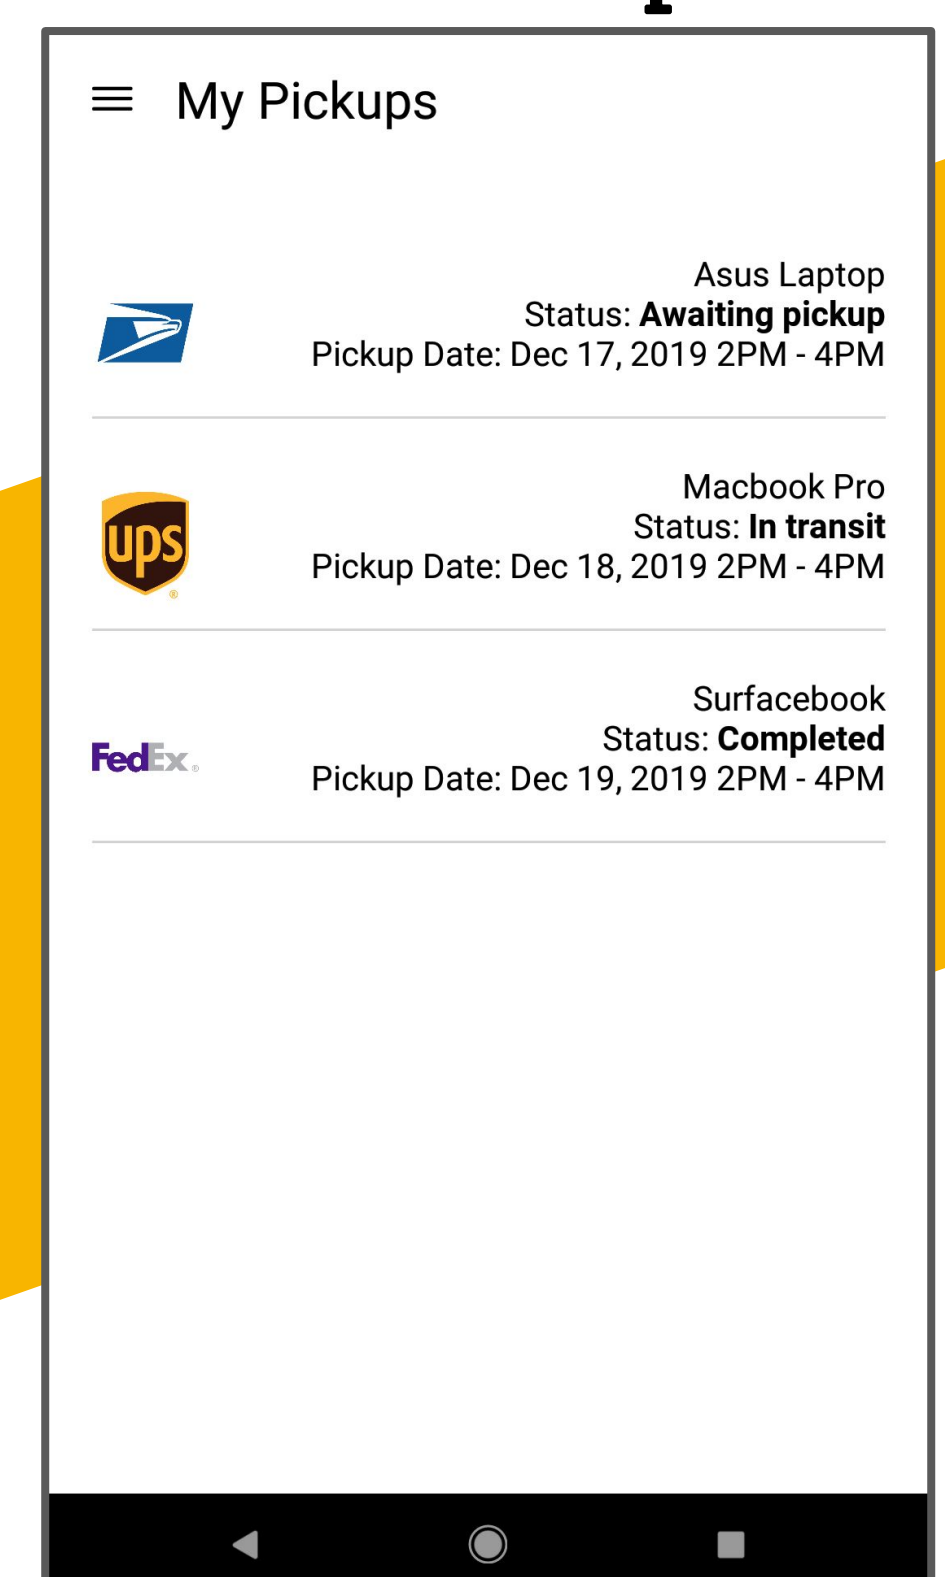 My Pickups
Asus Laptop
Status: Awaiting pickup
Pickup Date: Dec 17, 2019 2PM - 4PM
ups
®
Macbook Pro
Status: In transit
Pickup Date: Dec 18, 2019 2PM - 4PM
FedEx®
Surfacebook
Status: Completed
Pickup Date: Dec 19, 2019 2PM - 4PM